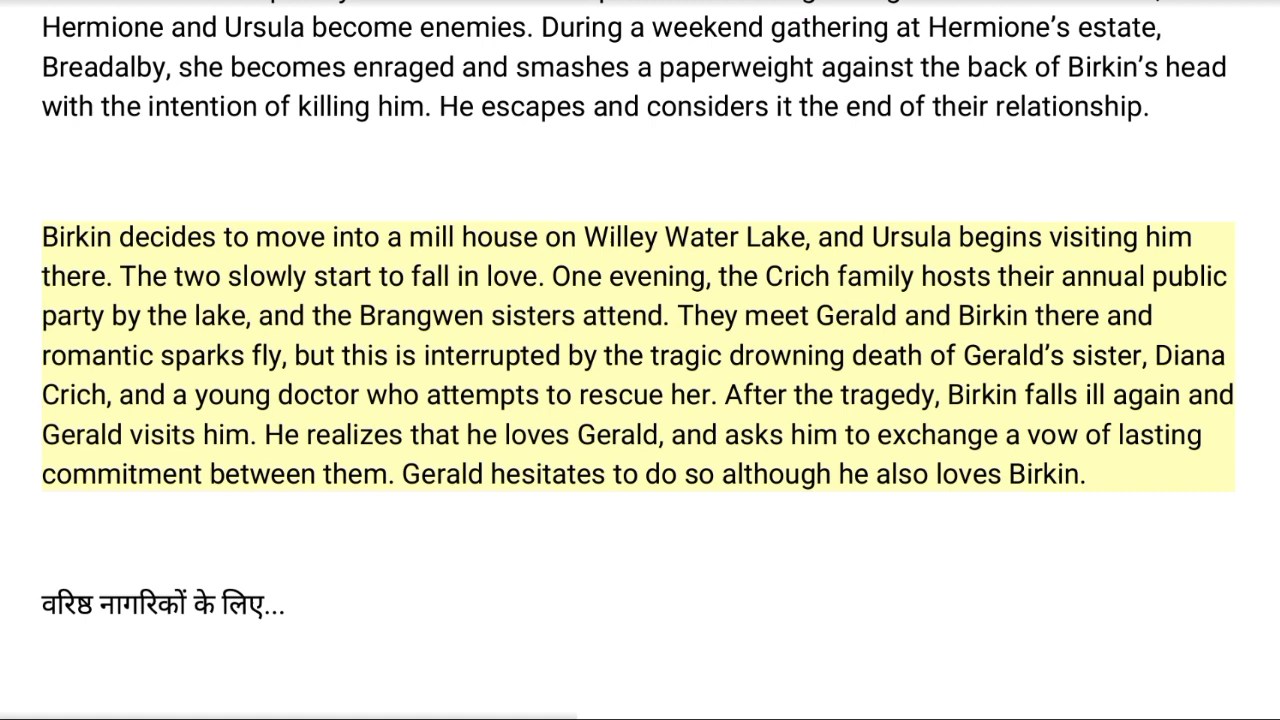 Hermione and Ursula become enemies. During a weekend gathering at Hermione’s estate,
Breadalby, she becomes enraged and smashes a paperweight against the back of Birkin’s head
with the intention of killing him. He escapes and considers it the end of their relationship.
Birkin decides to move into a mill house on Willey Water Lake, and Ursula begins visiting him
there. The two slowly start to fall in love. One evening, the Crich family hosts their annual public
party by the lake, and the Brangwen sisters attend. They meet Gerald and Birkin there and
romantic sparks fly, but this is interrupted by the tragic drowning death of Gerald’s sister, Diana
Crich, and a young doctor who attempts to rescue her. After the tragedy, Birkin falls ill again and
Gerald visits him. He realizes that he loves Gerald, and asks him to exchange a vow of lasting
commitment between them. Gerald hesitates to do so although he also loves Birkin.
वरिष्ठ नागरिकों के लिए...